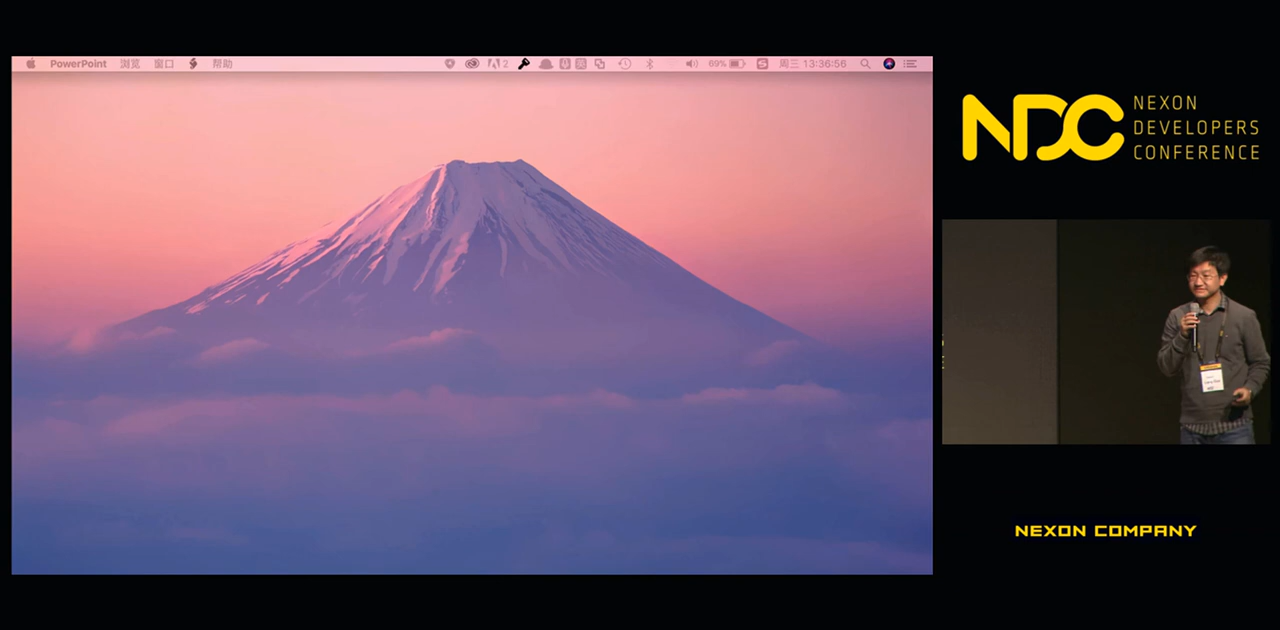 PowerPoint 浏览 窗口 帮助 2 69% 周三 13:36:56
NDC
NEXON
DEVELOPERS
CONFERENCE
NEXON COMPANY